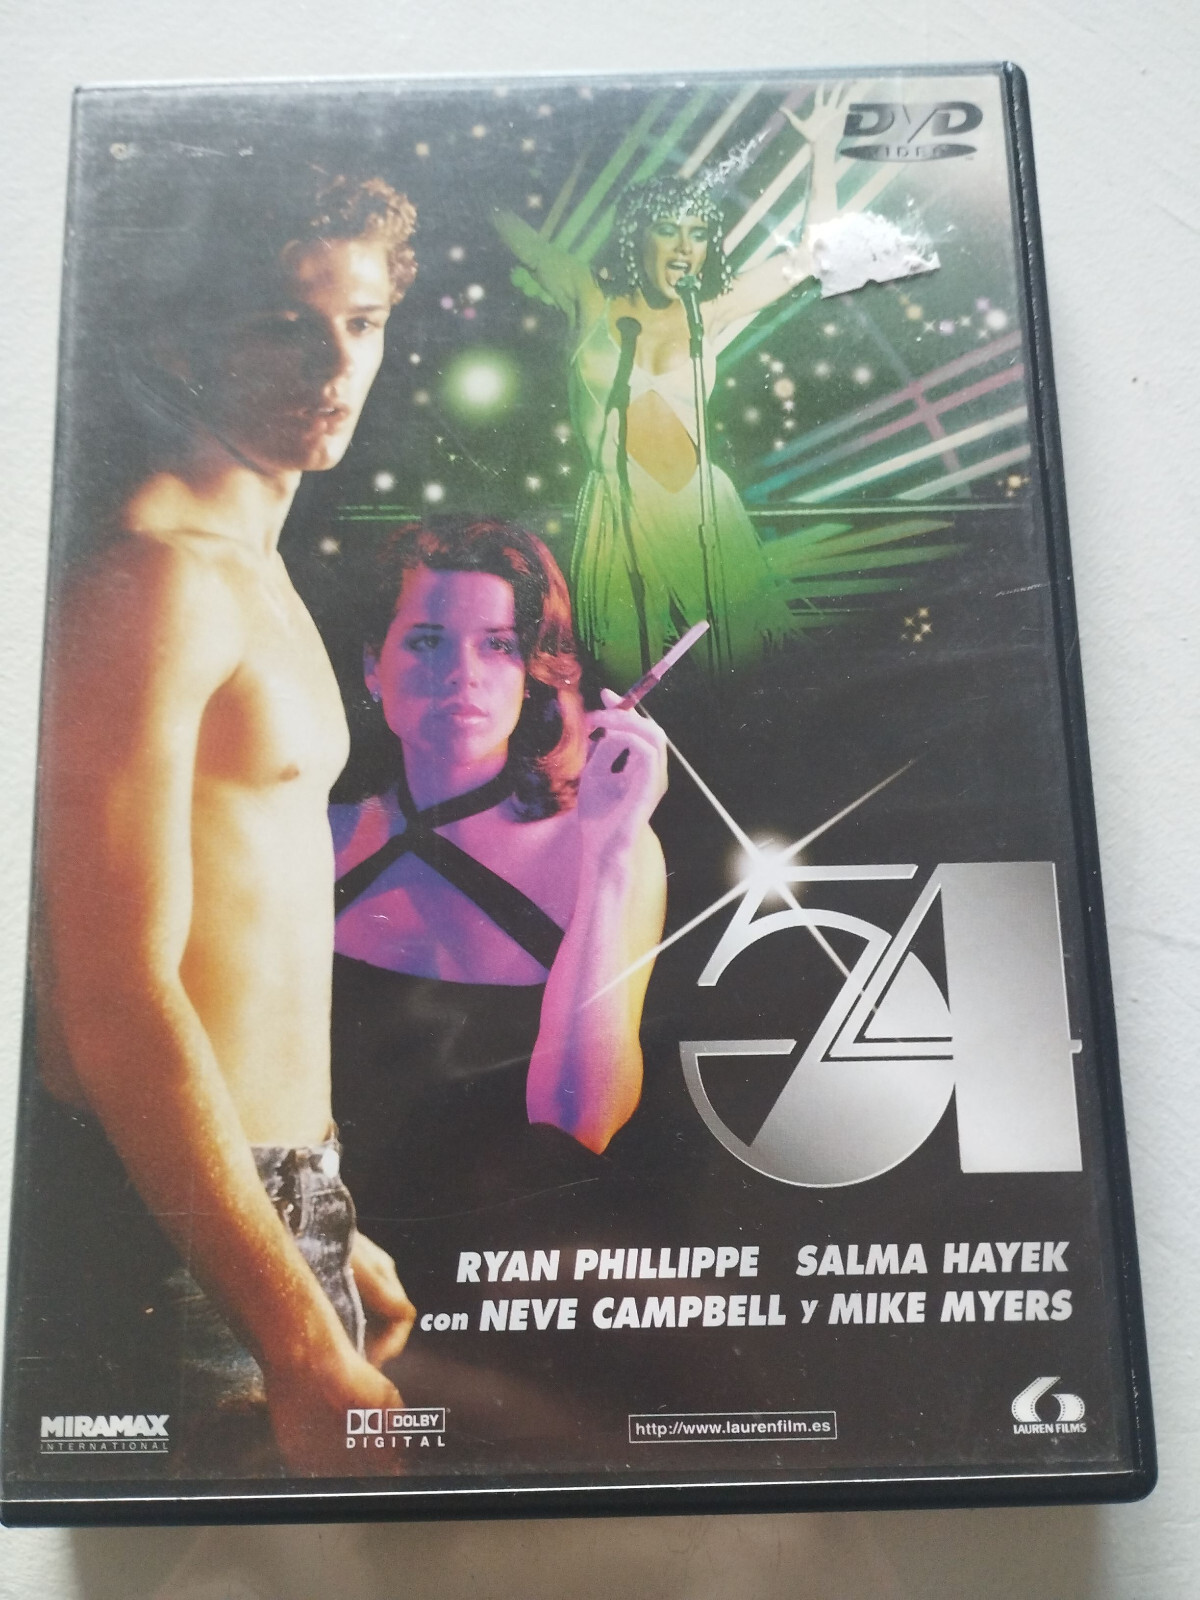 DVD
VIDEO
54
RYAN PHILLIPPE SALMA HAYEK
con NEVE CAMPBELL y MIKE MYERS
MIRAMAX
INTERNATIONAL
DOLBY
DIGITAL
http://www.laurenfilm.es
LAUREN FILMS